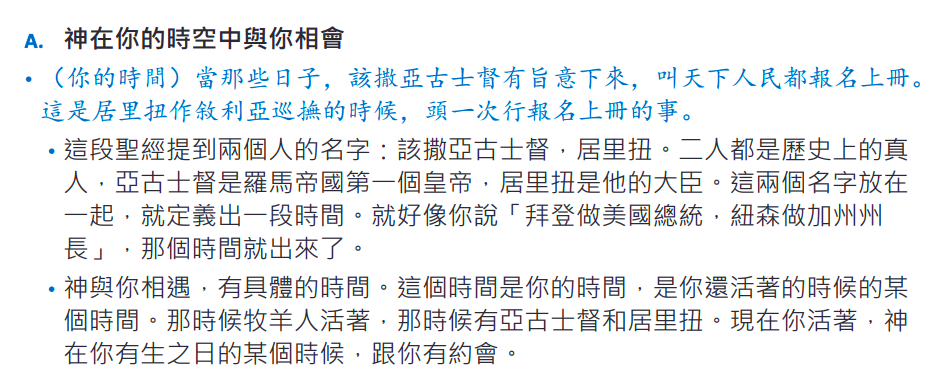 A. 神在你的時空中與你相會
• （你的時間）當那些日子，該撒亞古士督有旨意下來，叫天下人民都報名上冊。
這是居里扭作敘利亞巡撫的時候，頭一次行報名上冊的事。
• 這段聖經提到兩個人的名字：該撒亞古士督，居里扭。二人都是歷史上的真
人，亞古士督是羅馬帝國第一個皇帝，居里扭是他的大臣。這兩個名字放在
一起，就定義出一段時間。就好像你說「拜登做美國總統，紐森做加州州
長」，那個時間就出來了。
• 神與你相遇，有具體的時間。這個時間是你的時間，是你還活著的時候的某
個時間。那時候牧羊人活著，那時候有亞古士督和居里扭。現在你活著，神
在你有生之日的某個時候，跟你有約會。